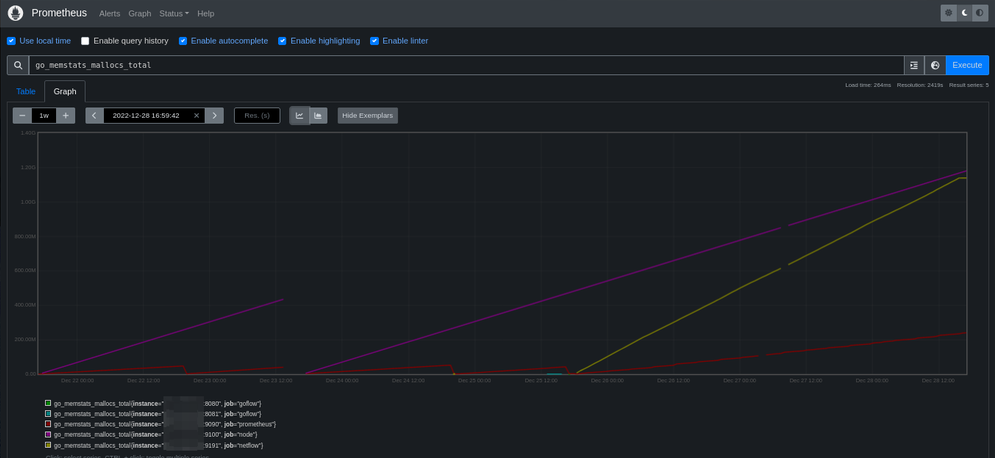 Prometheus Alerts Graph Status Help
Use local time Enable query history Enable autocomplete Enable highlighting Enable linter
go_memstats_mallocs_total Execute
Load time: 264ms Resolution: 2419s Result series: 5
Table Graph
− 1w + 2022-12-28 16:59:42 × Res. (s) Hide Exemplars
1.40G
1.20G
1.00G
800.00M
600.00M
400.00M
200.00M
0.00
Dec 22 00:00 Dec 22 12:00 Dec 23 00:00 Dec 23 12:00 Dec 24 00:00 Dec 24 12:00 Dec 25 00:00 Dec 25 12:00 Dec 26 00:00 Dec 26 12:00 Dec 27 00:00 Dec 27 12:00 Dec 28 00:00 Dec 28 12:00
go_memstats_mallocs_total{instance=" :8080", job="goflow"}
go_memstats_mallocs_total{instance=" :8081", job="goflow"}
go_memstats_mallocs_total{instance=" :9090", job="prometheus"}
go_memstats_mallocs_total{instance=" :9100", job="node"}
go_memstats_mallocs_total{instance=" :9191", job="netflow"}